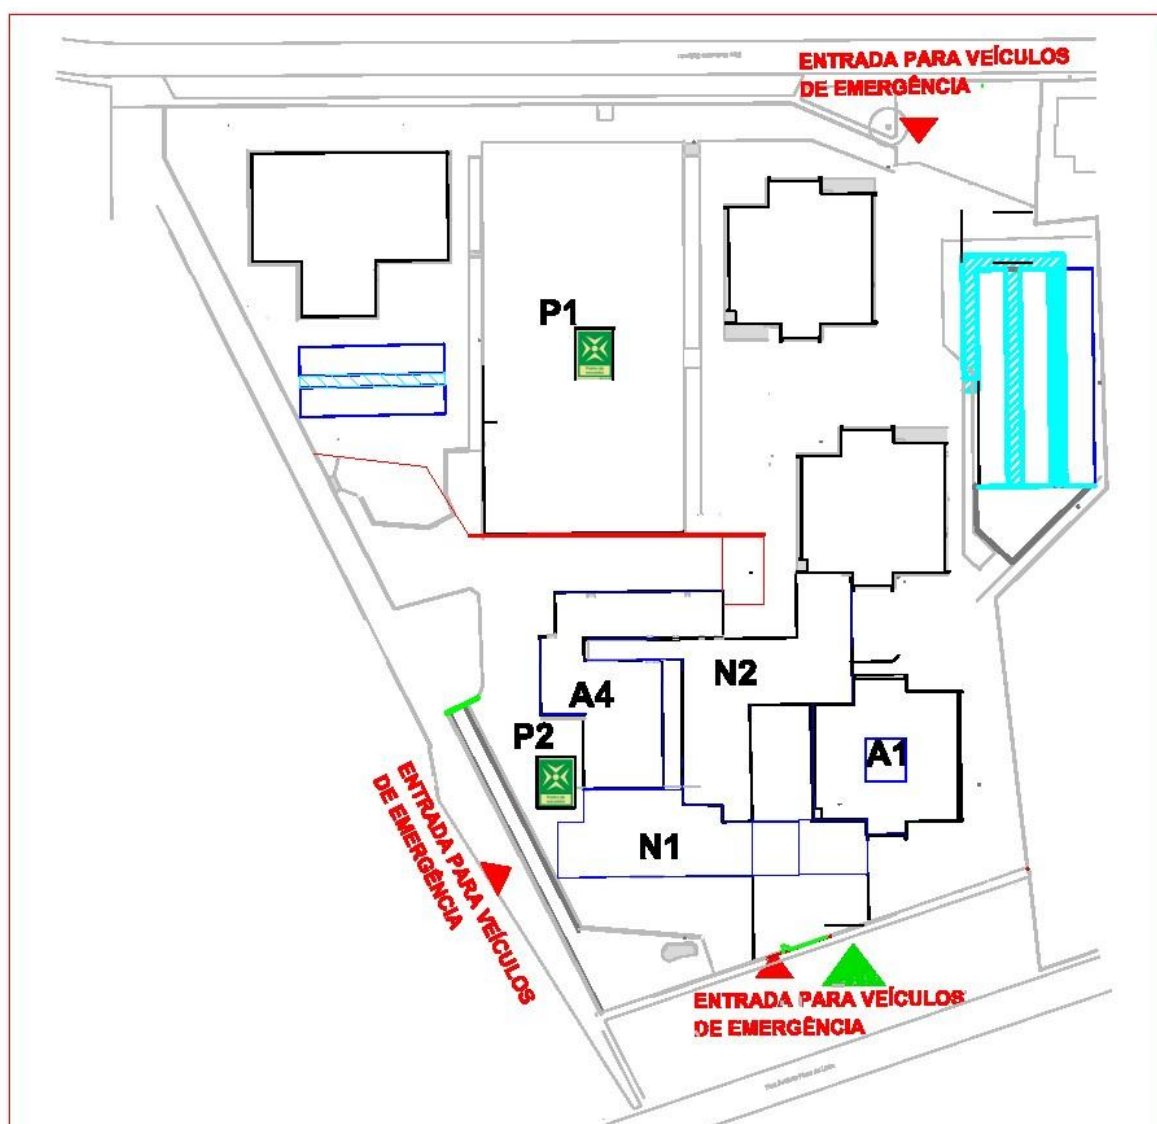 ENTRADA PARA VEÍCULOS
DE EMERGÊNCIA
P1
N2
A4
P2
A1
ENTRADA PARA VEÍCULOS
DE EMERGÊNCIA
N1
ENTRADA PARA VEÍCULOS
DE EMERGÊNCIA